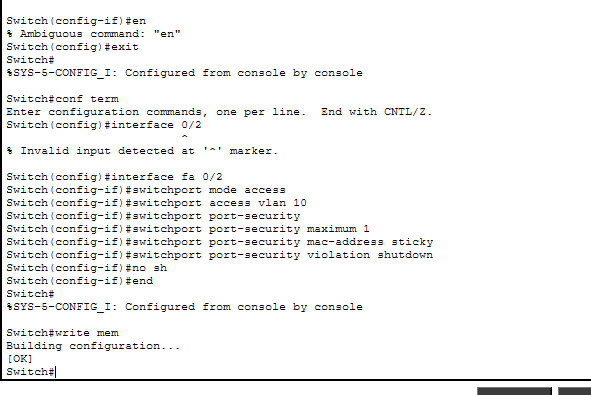 Switch(config-if)#en
% Ambiguous command: "en"
Switch(config)#exit
Switch#
%SYS-5-CONFIG_I: Configured from console by console
Switch#conf term
Enter configuration commands, one per line.  End with CNTL/Z.
Switch(config)#interface 0/2
^
% Invalid input detected at '^' marker.
Switch(config)#interface fa 0/2
Switch(config-if)#switchport mode access
Switch(config-if)#switchport access vlan 10
Switch(config-if)#switchport port-security
Switch(config-if)#switchport port-security maximum 1
Switch(config-if)#switchport port-security mac-address sticky
Switch(config-if)#switchport port-security violation shutdown
Switch(config-if)#no sh
Switch(config-if)#end
Switch#
%SYS-5-CONFIG_I: Configured from console by console
Switch#write mem
Building configuration...
[OK]
Switch#